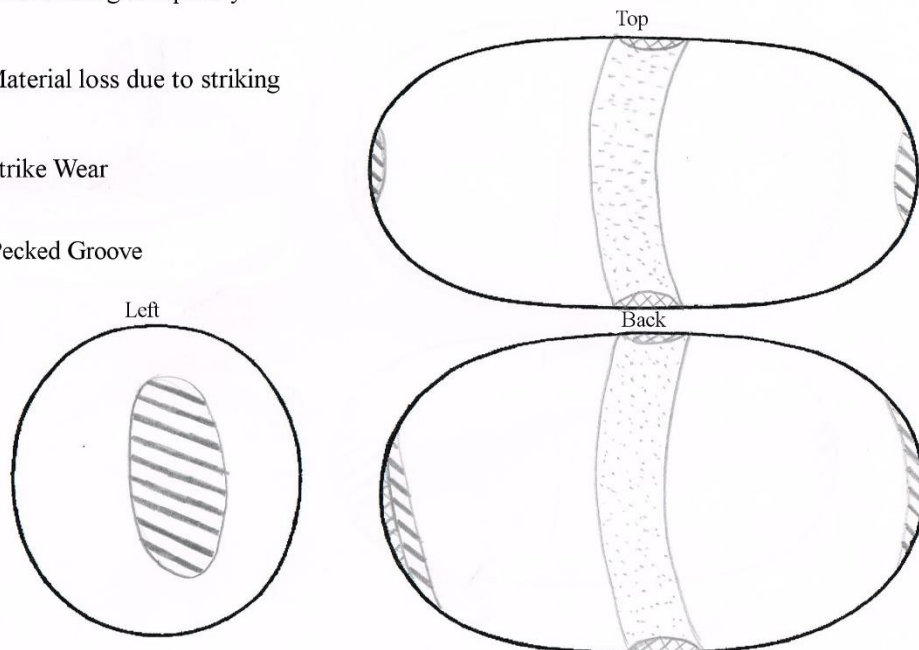 Top
Material loss due to striking
Strike Wear
Pecked Groove
Left
Back